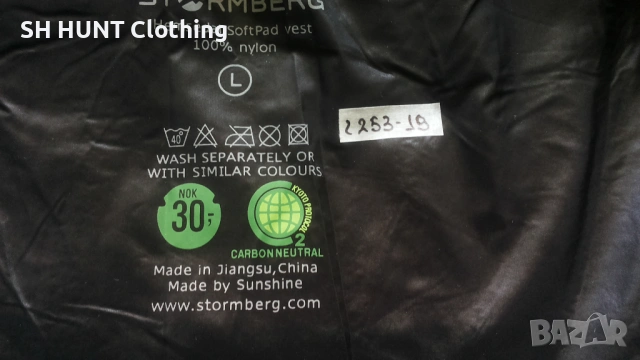 SH HUNT Clothing
STORMBERG
SoftPad vest
100% nylon
L
2253-19
40°
WASH SEPARATELY OR
WITH SIMILAR COLOURS
NOK
30,-
KYOTO PROTOCOL
2
CARBON NEUTRAL
Made in Jiangsu,China
Made by Sunshine
www.stormberg.com
BAZAR